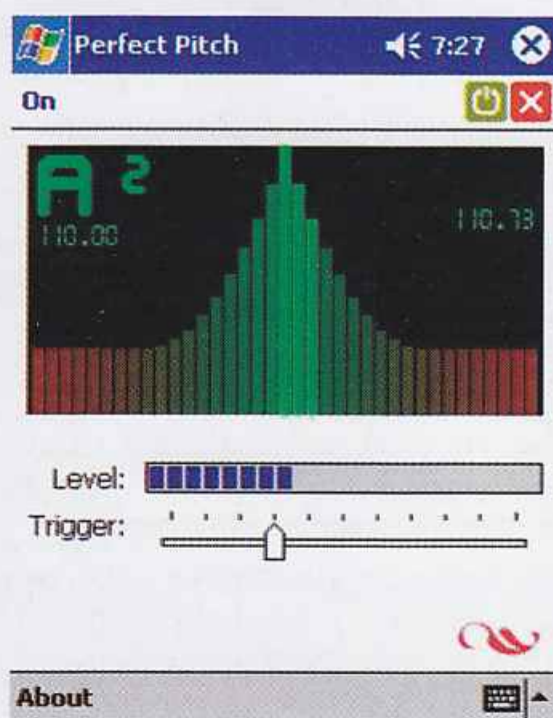 Perfect Pitch 7:27
On
A 2
110.00
110.73
Level:
Trigger:
About